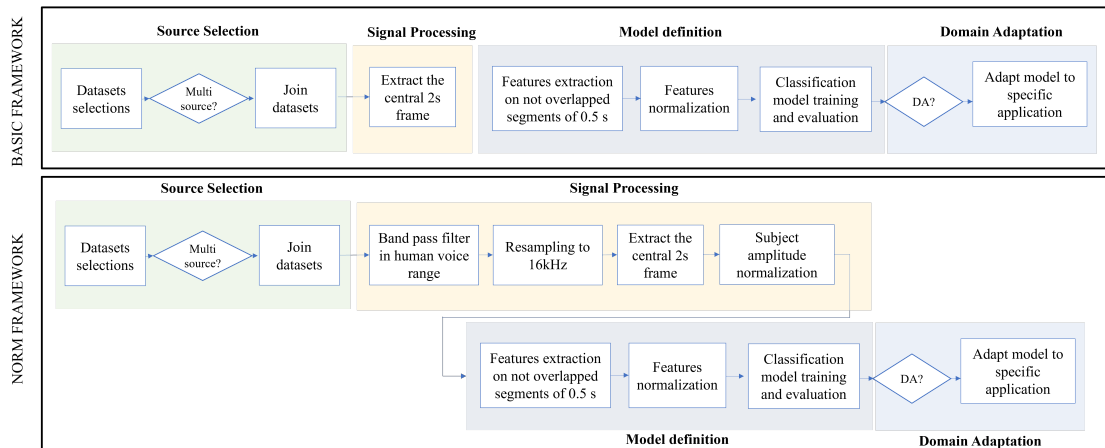 BASIC FRAMEWORK
Source Selection
Signal Processing
Model definition
Domain Adaptation
Datasets
selections
Multi
source?
Join
datasets
Extract the
central 2s
frame
Features extraction
on not overlapped
segments of 0.5 s
Features
normalization
Classification
model training
and evaluation
DA?
Adapt model to
specific
application
NORM FRAMEWORK
Source Selection
Signal Processing
Datasets
selections
Multi
source?
Join
datasets
Band pass filter
in human voice
range
Resampling to
16kHz
Extract the
central 2s
frame
Subject
amplitude
normalization
Features extraction
on not overlapped
segments of 0.5 s
Features
normalization
Classification
model training
and evaluation
DA?
Adapt model to
specific
application
Model definition
Domain Adaptation